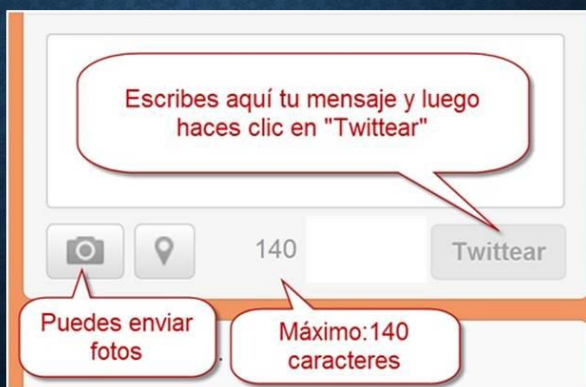 Escribes aquí tu mensaje y luego
haces clic en "Twittear"
140
Twittear
Puedes enviar
fotos
Máximo:140
caracteres